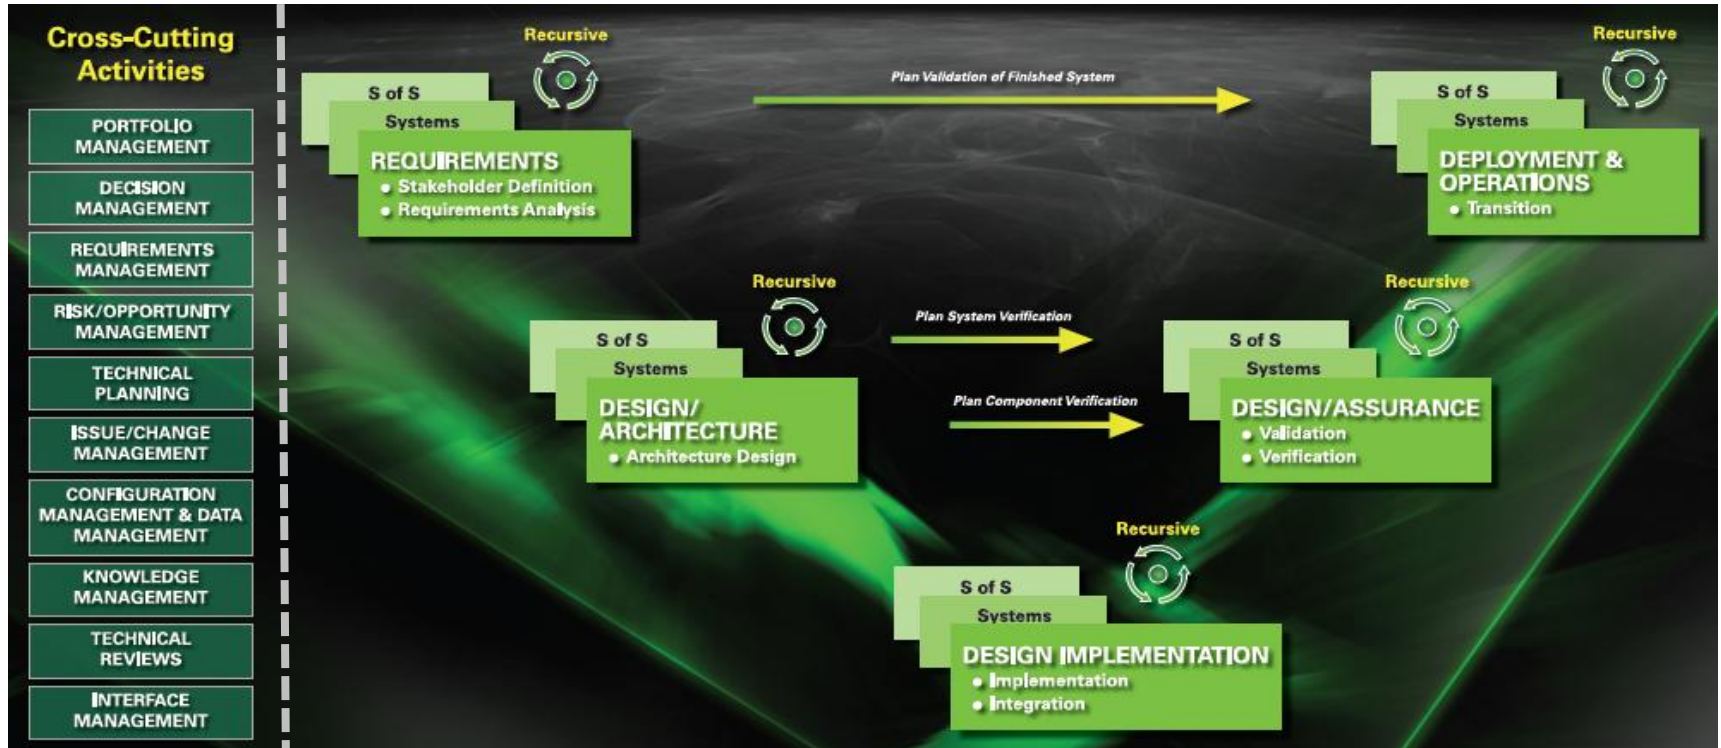 Cross-Cutting
Activities
PORTFOLIO
MANAGEMENT
DECISION
MANAGEMENT
REQUIREMENTS
MANAGEMENT
RISK/OPPORTUNITY
MANAGEMENT
TECHNICAL
PLANNING
ISSUE/CHANGE
MANAGEMENT
CONFIGURATION
MANAGEMENT & DATA
MANAGEMENT
KNOWLEDGE
MANAGEMENT
TECHNICAL
REVIEWS
INTERFACE
MANAGEMENT
Recursive
S of S
Systems
REQUIREMENTS
• Stakeholder Definition
• Requirements Analysis
Plan Validation of Finished System
Recursive
S of S
Systems
DEPLOYMENT &
OPERATIONS
• Transition
Recursive
S of S
Systems
DESIGN/
ARCHITECTURE
• Architecture Design
Plan System Verification
Plan Component Verification
Recursive
S of S
Systems
DESIGN/ASSURANCE
• Validation
• Verification
Recursive
S of S
Systems
DESIGN IMPLEMENTATION
• Implementation
• Integration